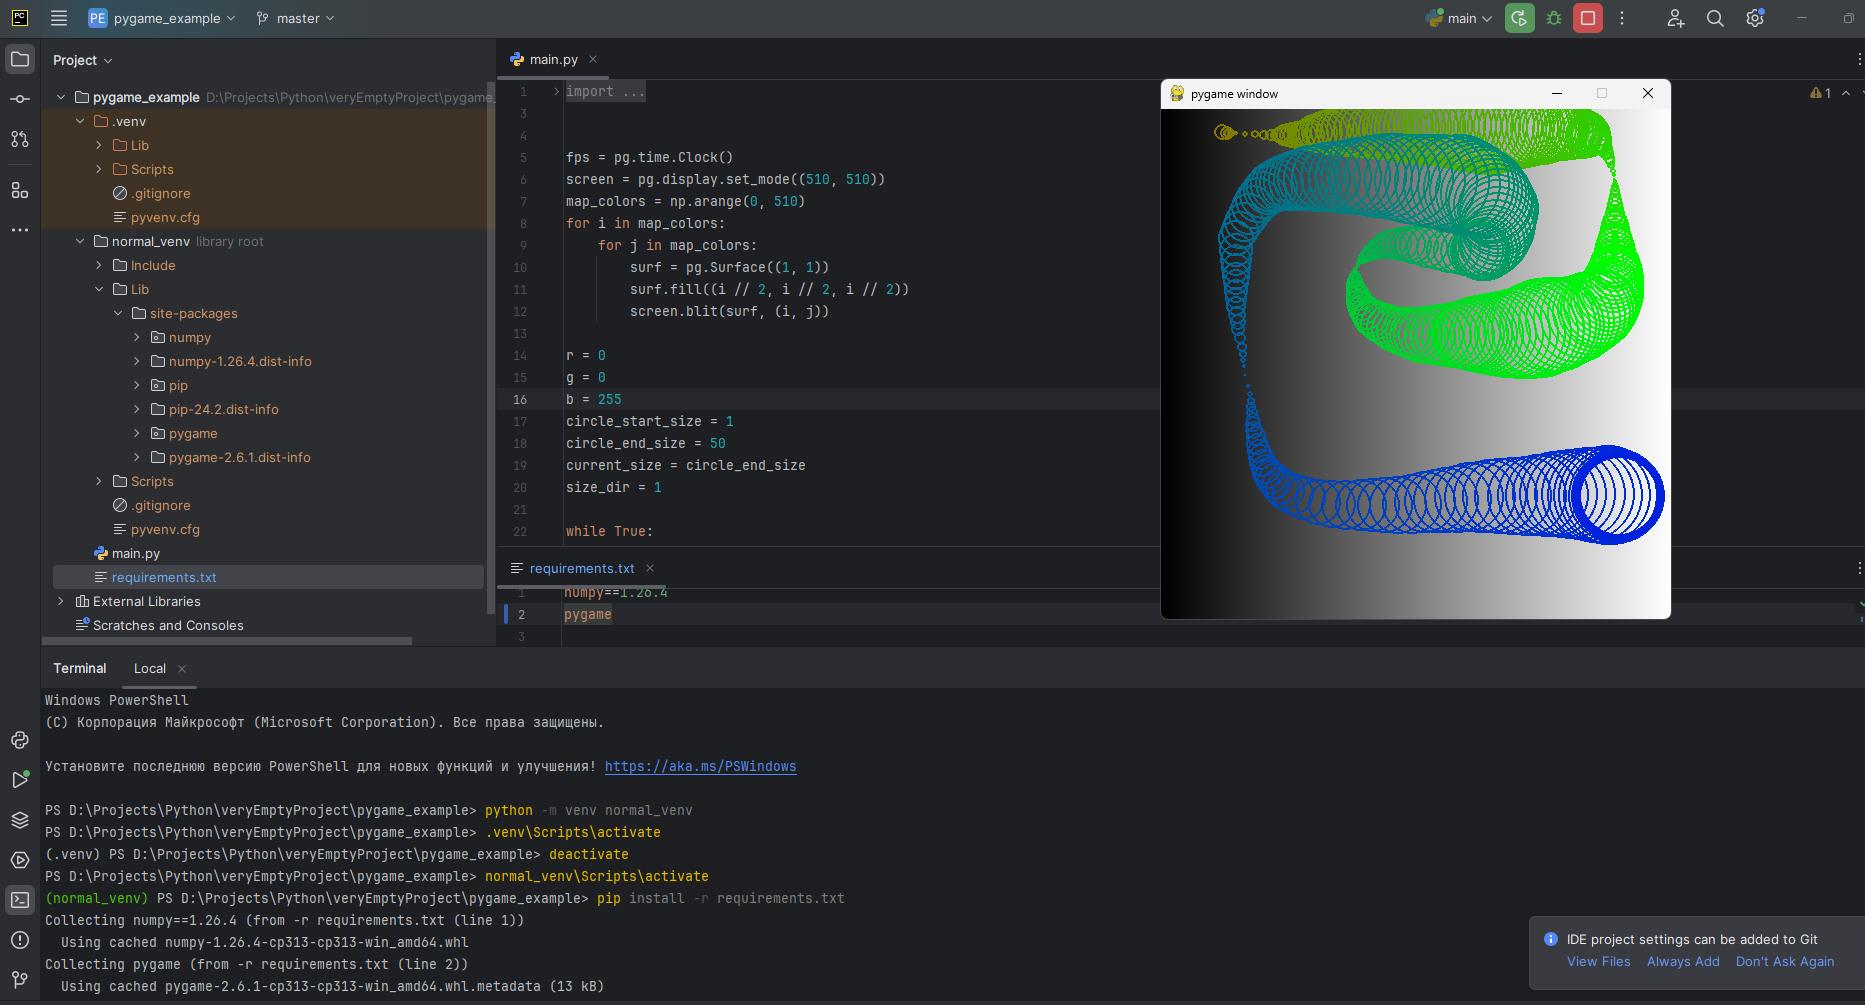 PC
PE pygame_example
master
main
Project
pygame_example D:\Projects\Python\veryEmptyProject\pygame_
.venv
Lib
Scripts
.gitignore
pyvenv.cfg
normal_venv library root
Include
Lib
site-packages
numpy
numpy-1.26.4.dist-info
pip
pip-24.2.dist-info
pygame
pygame-2.6.1.dist-info
Scripts
.gitignore
pyvenv.cfg
main.py
requirements.txt
External Libraries
Scratches and Consoles
main.py
1 import ...
3
4
5 fps = pg.time.Clock()
6 screen = pg.display.set_mode((510, 510))
7 map_colors = np.arange(0, 510)
8 for i in map_colors:
9 for j in map_colors:
10 surf = pg.Surface((1, 1))
11 surf.fill((i // 2, i // 2, i // 2))
12 screen.blit(surf, (i, j))
13
14 r = 0
15 g = 0
16 b = 255
17 circle_start_size = 1
18 circle_end_size = 50
19 current_size = circle_end_size
20 size_dir = 1
21
22 while True:
1
pygame window
requirements.txt
1 numpy==1.26.4
2 pygame
3
Terminal Local
Windows PowerShell
(C) Корпорация Майкрософт (Microsoft Corporation). Все права защищены.
Установите последнюю версию PowerShell для новых функций и улучшения! https://aka.ms/PSWindows
PS D:\Projects\Python\veryEmptyProject\pygame_example> python -m venv normal_venv
PS D:\Projects\Python\veryEmptyProject\pygame_example> .venv\Scripts\activate
(.venv) PS D:\Projects\Python\veryEmptyProject\pygame_example> deactivate
PS D:\Projects\Python\veryEmptyProject\pygame_example> normal_venv\Scripts\activate
(normal_venv) PS D:\Projects\Python\veryEmptyProject\pygame_example> pip install -r requirements.txt
Collecting numpy==1.26.4 (from -r requirements.txt (line 1))
Using cached numpy-1.26.4-cp313-cp313-win_amd64.whl
Collecting pygame (from -r requirements.txt (line 2))
Using cached pygame-2.6.1-cp313-cp313-win_amd64.whl.metadata (13 kB)
IDE project settings can be added to Git
View Files Always Add Don't Ask Again